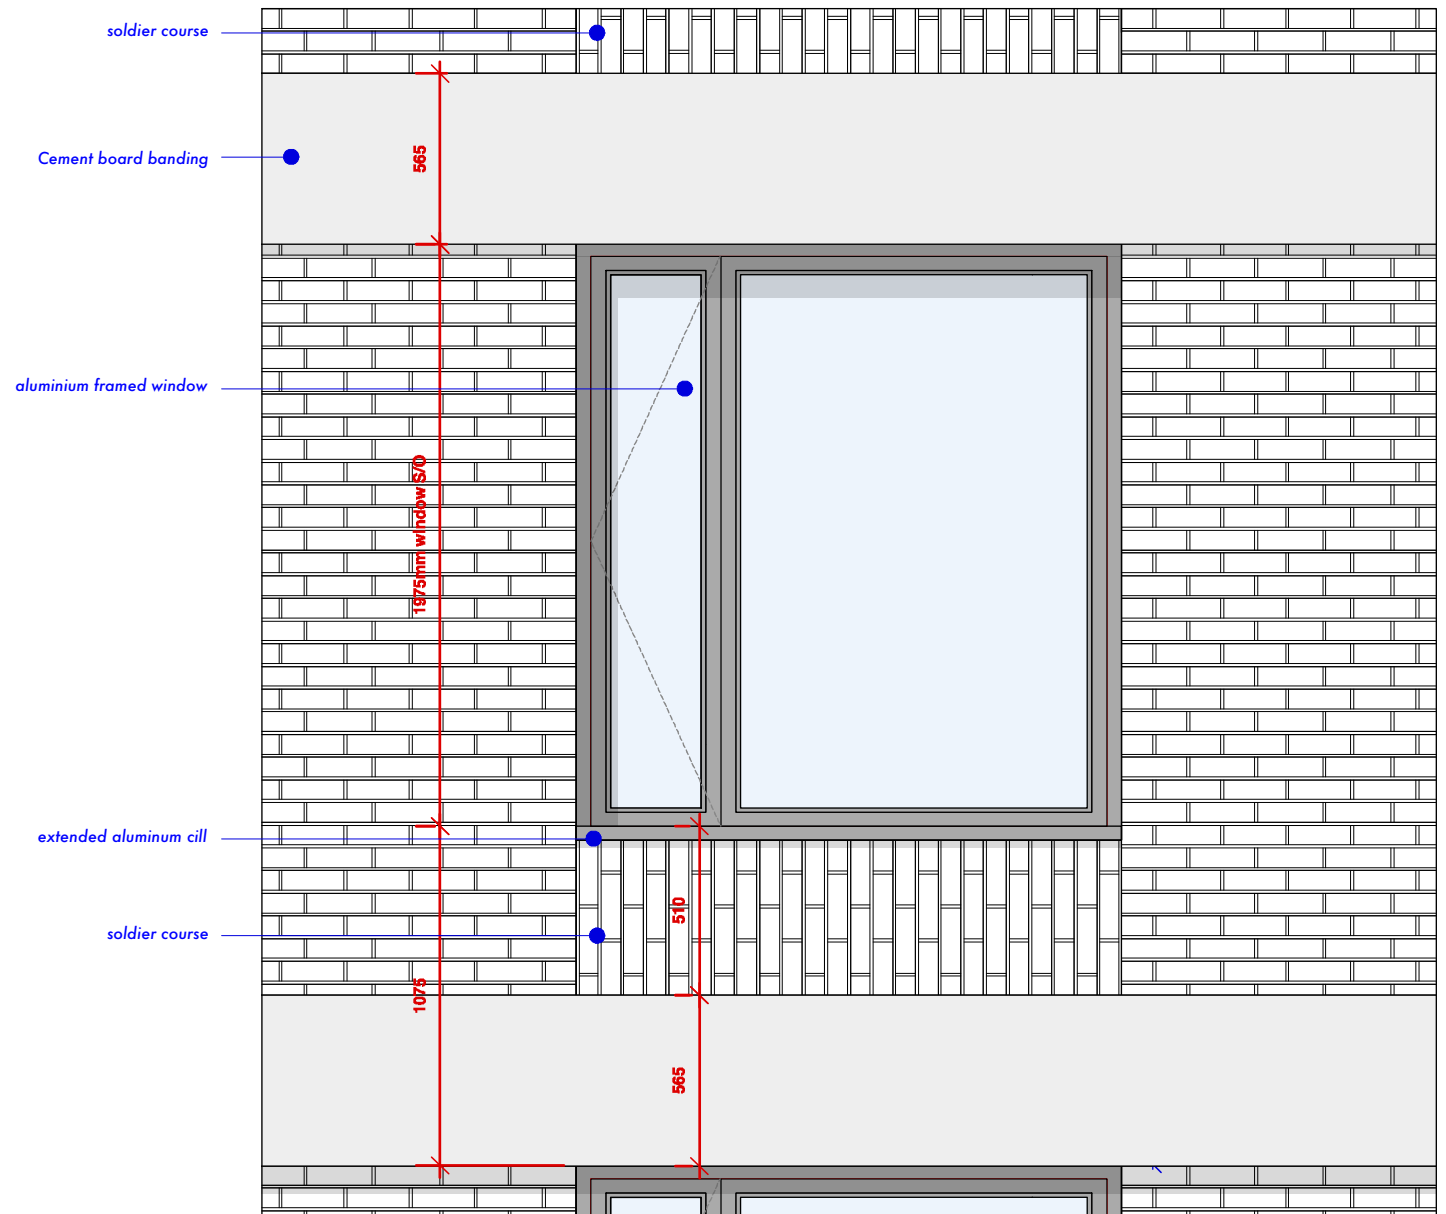 soldier course
565
Cement board banding
aluminium framed window
1975mm window S/O
extended aluminum cill
510
soldier course
1075
565